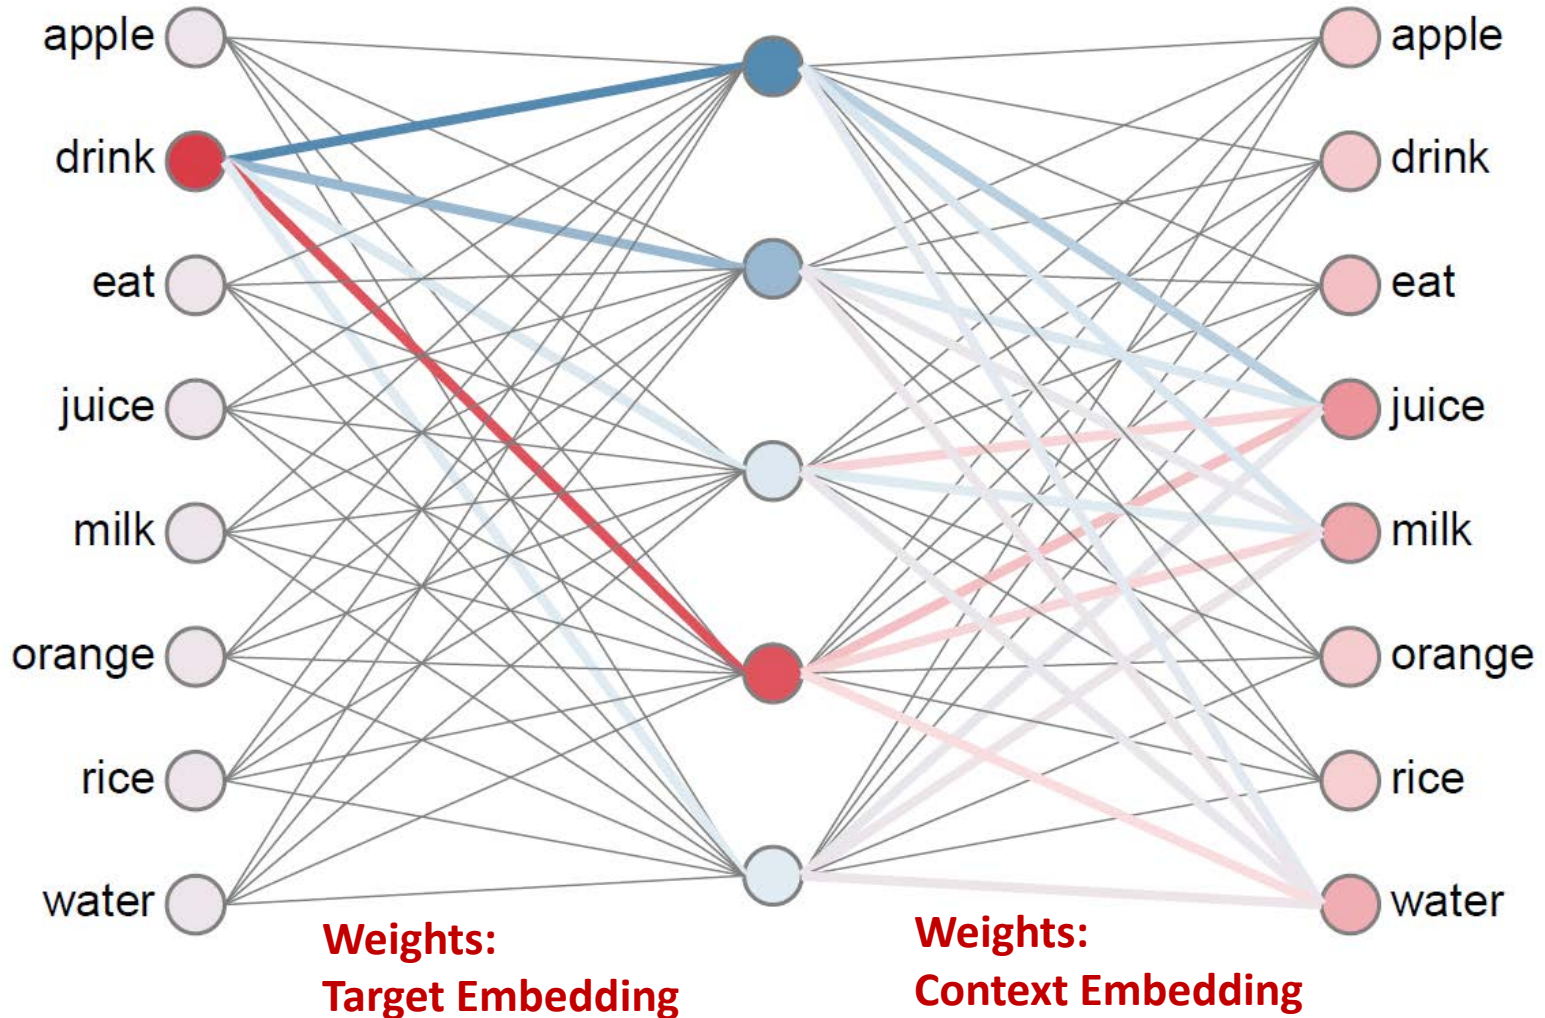 apple
drink
eat
juice
milk
orange
rice
water
apple
drink
eat
juice
milk
orange
rice
water
Weights:
Target Embedding
Weights:
Context Embedding